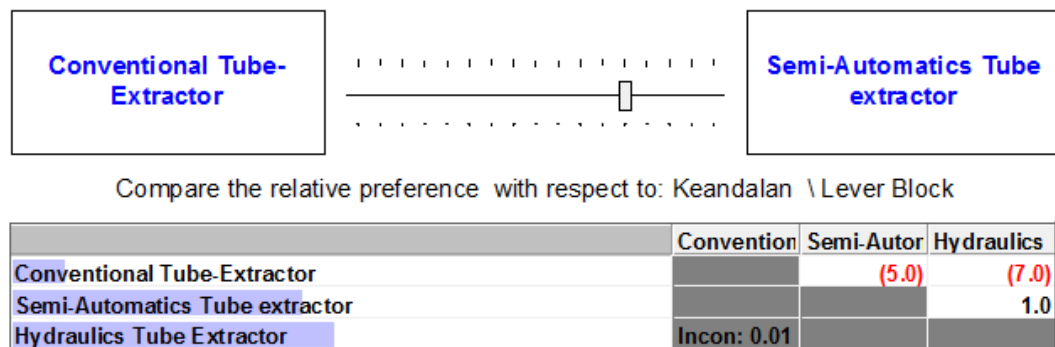 Conventional Tube-
Extractor
Semi-Automatics Tube
extractor
Compare the relative preference with respect to: Keandalan \ Lever Block
Convention Semi-Autor Hydraulics
Conventional Tube-Extractor (5.0) (7.0)
Semi-Automatics Tube extractor 1.0
Hydraulics Tube Extractor Incon: 0.01